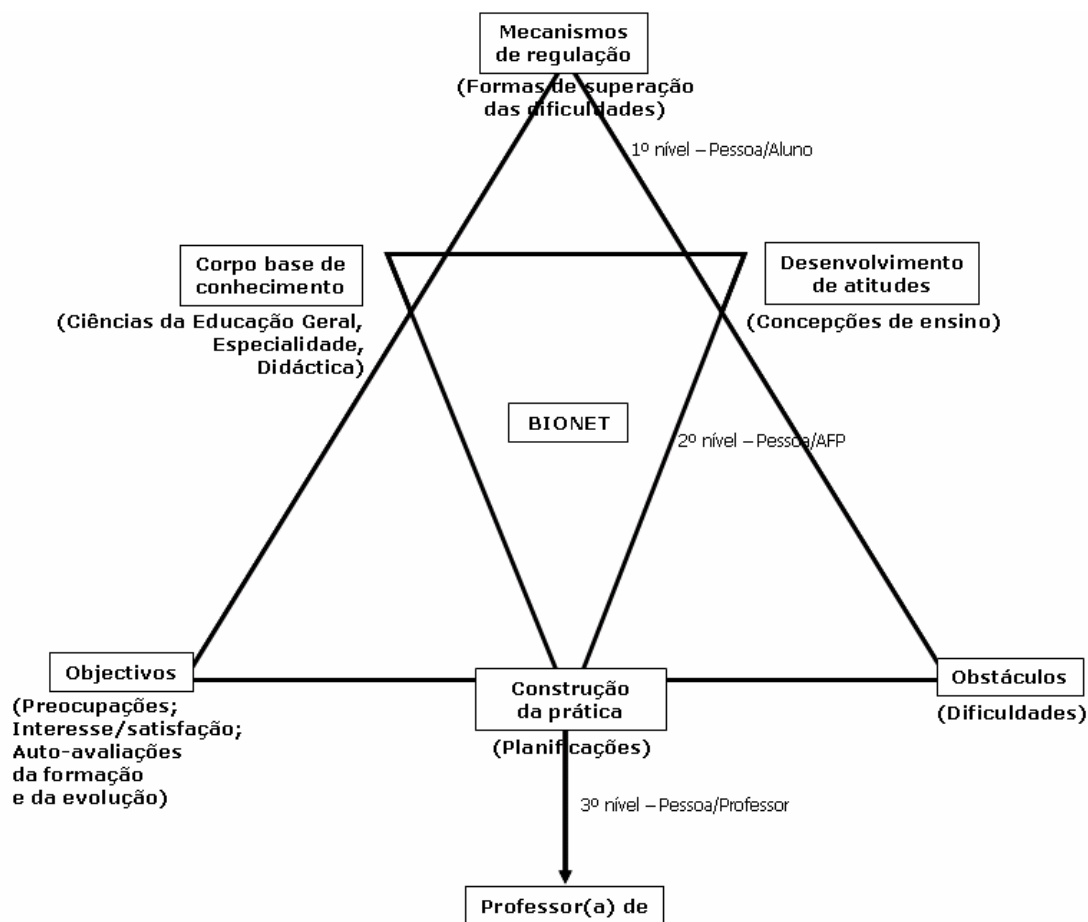 Mecanismos
de regulação
(Formas de superação
das dificuldades)
1º nível – Pessoa/Aluno
Corpo base de
conhecimento
(Ciências da Educação Geral,
Especialidade,
Didáctica)
Desenvolvimento
de atitudes
(Concepções de ensino)
BIONET
2º nível – Pessoa/AFP
Objectivos
(Preocupações;
Interesse/satisfação;
Auto-avaliações
da formação
e da evolução)
Construção
da prática
(Planificações)
Obstáculos
(Dificuldades)
3º nível – Pessoa/Professor
Professor(a) de